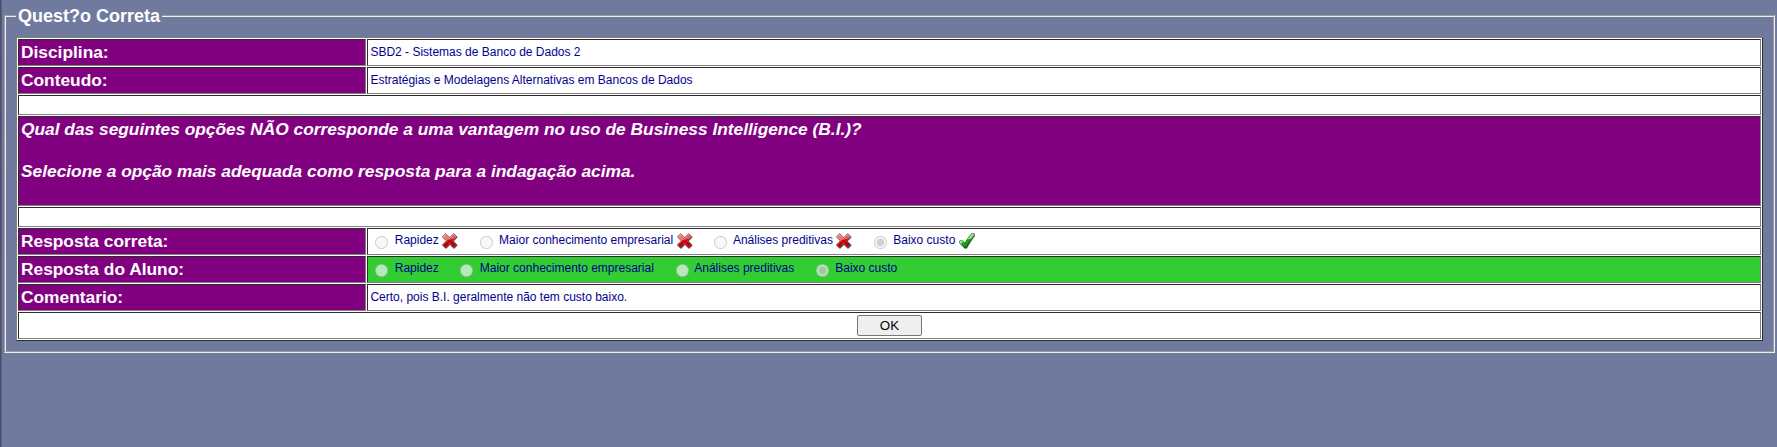 Quest?o Correta
Disciplina: SBD2 - Sistemas de Banco de Dados 2
Conteudo: Estratégias e Modelagens Alternativas em Bancos de Dados
Qual das seguintes opções NÃO corresponde a uma vantagem no uso de Business Intelligence (B.I.)?
Selecione a opção mais adequada como resposta para a indagação acima.
Resposta correta: Rapidez Maior conhecimento empresarial Análises preditivas Baixo custo
Resposta do Aluno: Rapidez Maior conhecimento empresarial Análises preditivas Baixo custo
Comentario: Certo, pois B.I. geralmente não tem custo baixo.
OK